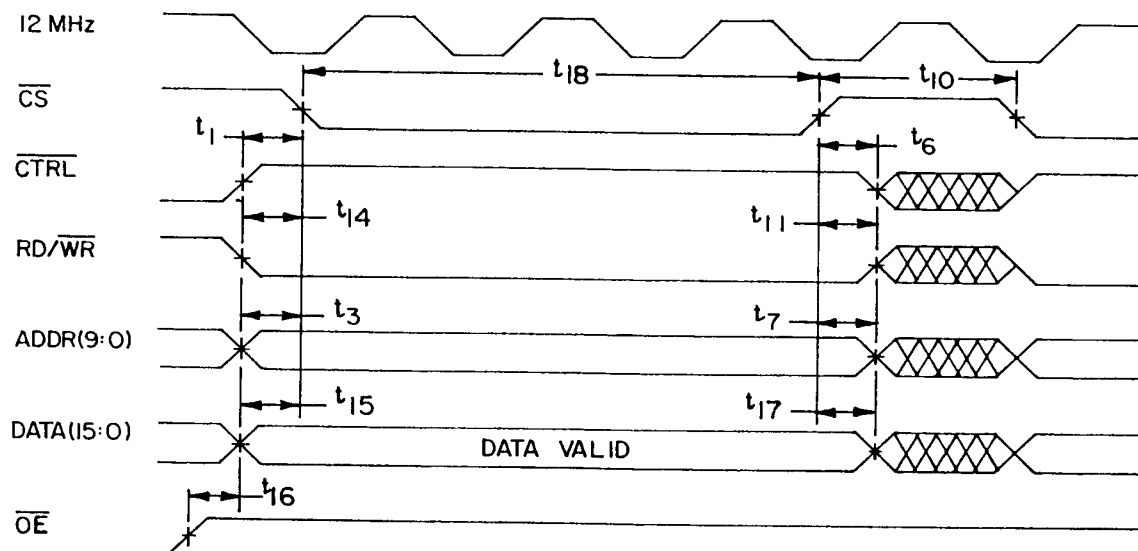 12 MHz
t18
t10
CS
t1
t6
CTRL
t14
t11
RD/WR
t3
t7
ADDR(9:0)
t15
t17
DATA(15:0)
DATA VALID
t16
OE